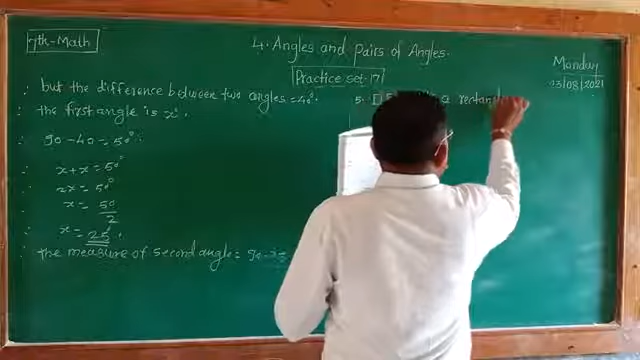 7th-Math
4. Angles and Pairs of Angles.
Monday
Practice set-17
23/08/2021
∴ but the difference between two angles = 40°.
5.
a rectangl
∴ the first angle is x°.
∴ 90-40 = 50°
∴ x+x = 50°
∴ 2x = 50°
∴ x = 50/2
∴ x = 25°.
∴ The measure of second angle = 90-x =